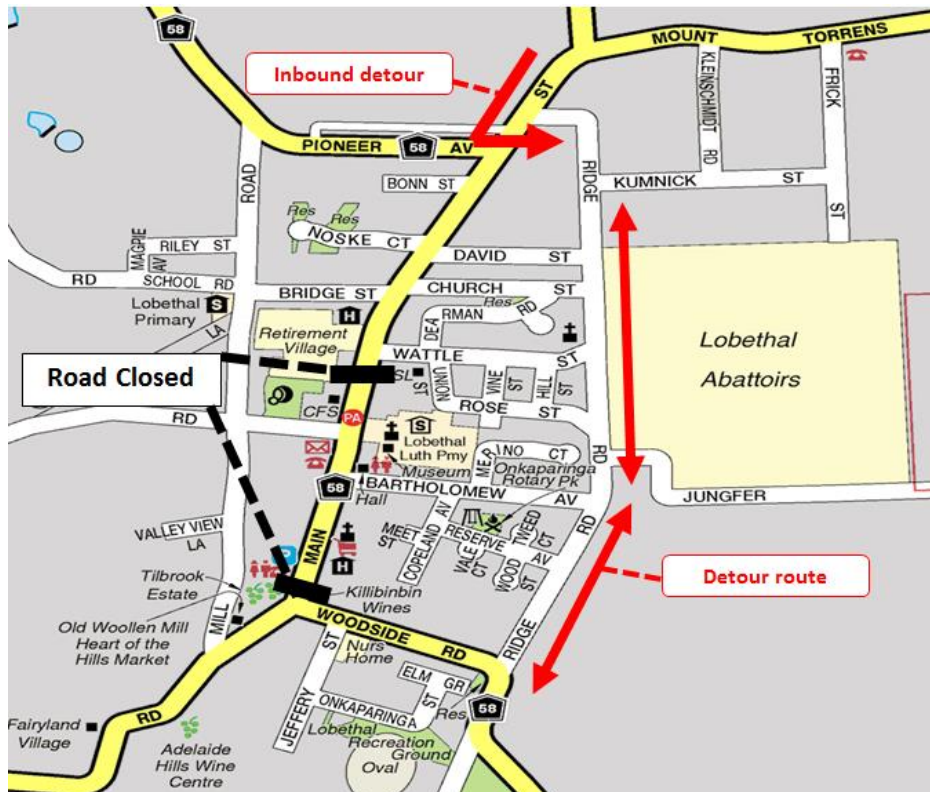 58
MOUNT
TORRENS
Inbound detour
ST
KLEINSCHMIDT RD
FRICK
ST
PIONEER
58
AV
ROAD
BONN ST
RIDGE
KUMNICK
ST
Res
Res
NOSKE CT
DAVID
ST
MAGPIE
AV
RILEY ST
RD
SCHOOL RD
BRIDGE ST
CHURCH
ST
Lobethal
Primary
S
LA
H
Retirement
Village
Res
DEARMAN RD
Lobethal
Abattoirs
WATTLE
ST
Road Closed
SL
UNION
ST
VINE
ST
HILL
ST
CFS
ROSE
ST
RD
PA
S
Lobethal
Luth Pmy
Museum
MERINO CT
Onkaparinga
Rotary Pk
RD
58
Hall
BARTHOLOMEW
AV
JUNGFER
VALLEY VIEW
LA
MAIN
P
H
MEET
ST
COPELAND AV
RESERVE
AV
VALE
CT
TWEED
CT
WOOD
ST
RD
Detour route
Tilbrook
Estate
Killibinbin
Wines
MILL
Old Woollen Mill
Heart of the
Hills Market
WOODSIDE
RD
RIDGE
ST
Nurs
Home
JEFFERY
ELM GR
ST
ONKAPARINGA
Res
58
RD
Fairyland
Village
Lobethal
Recreation
Ground
Oval
Adelaide
Hills Wine
Centre